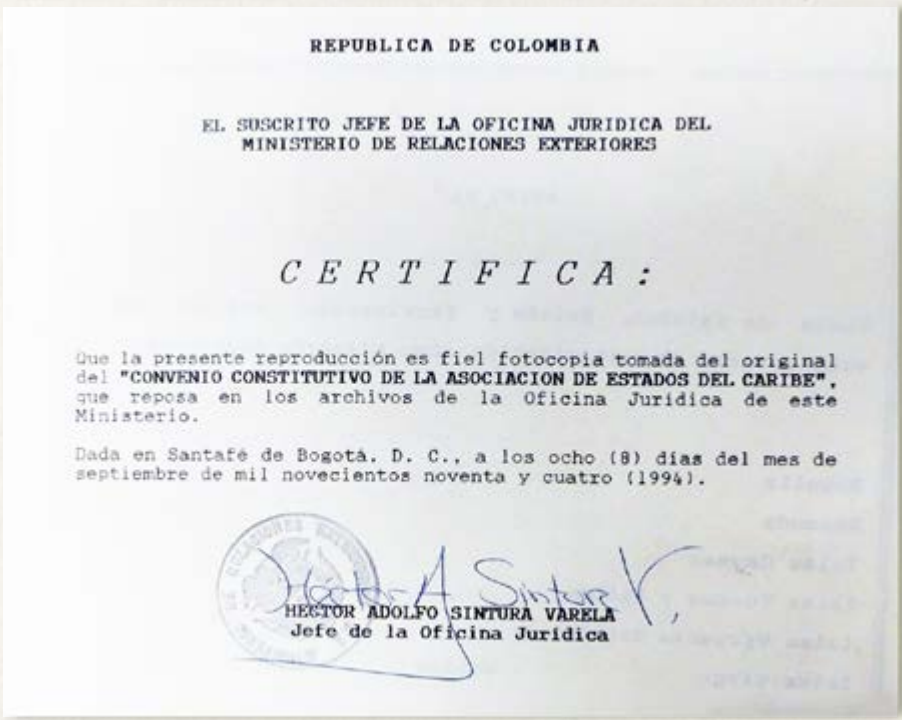 REPUBLICA DE COLOMBIA
EL SUSCRITO JEFE DE LA OFICINA JURIDICA DEL
MINISTERIO DE RELACIONES EXTERIORES
CERTIFICA:
Que la presente reproducción es fiel fotocopia tomada del original
del "CONVENIO CONSTITUTIVO DE LA ASOCIACION DE ESTADOS DEL CARIBE",
que reposa en los archivos de la Oficina Jurídica de este
Ministerio.
Dada en Santafé de Bogotá, D. C., a los ocho (8) días del mes de
septiembre de mil novecientos noventa y cuatro (1994).
Héctor A Sintura V.
HECTOR ADOLFO SINTURA VARELA
Jefe de la Oficina Jurídica